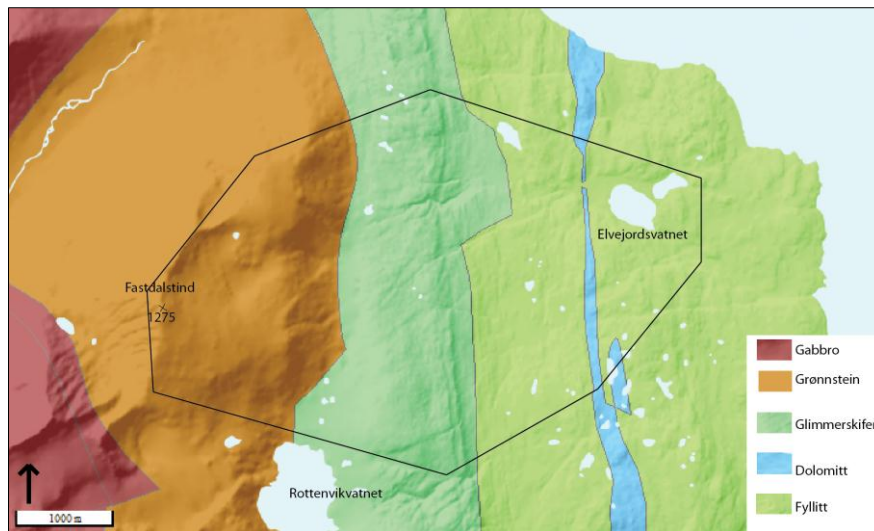 Elvejordsvatnet
Fastdalstind
1275
Rottenvikvatnet
1000 m
Gabbro
Grønnstein
Glimmerskifer
Dolomitt
Fyllitt